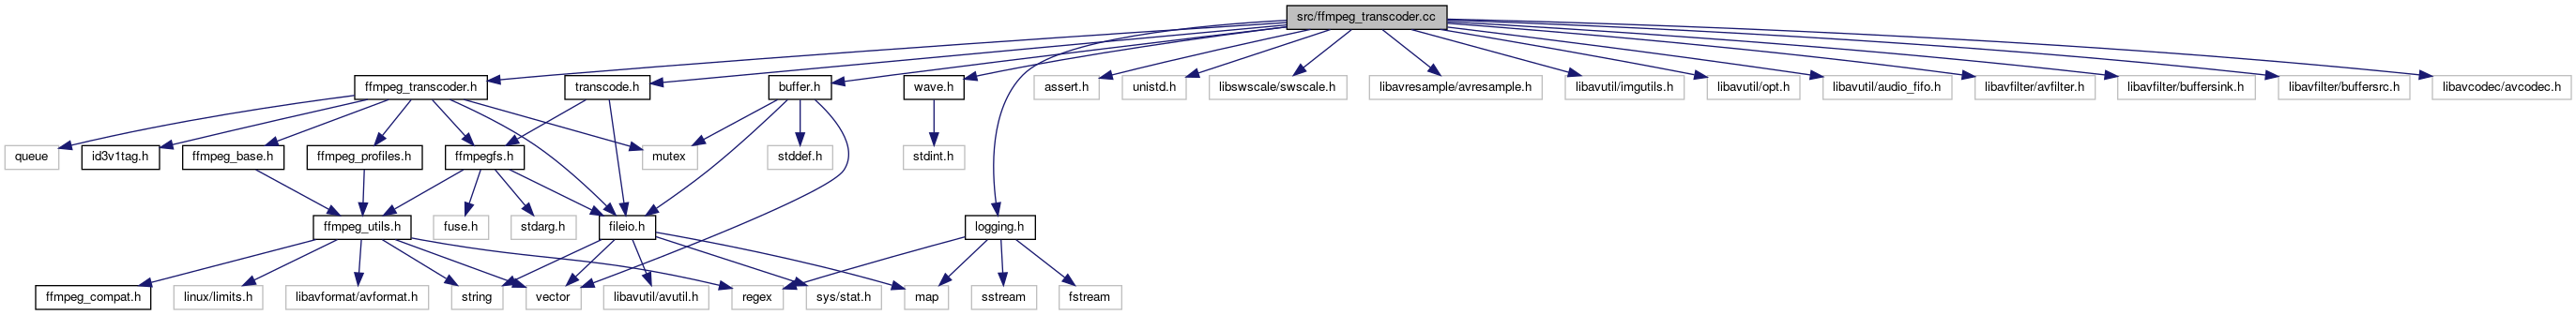 src/ffmpeg_transcoder.cc
ffmpeg_transcoder.h
transcode.h
buffer.h
wave.h
assert.h
unistd.h
libswscale/swscale.h
libavresample/avresample.h
libavutil/imgutils.h
libavutil/opt.h
libavutil/audio_fifo.h
libavfilter/avfilter.h
libavfilter/buffersink.h
libavfilter/buffersrc.h
libavcodec/avcodec.h
queue
id3v1tag.h
ffmpeg_base.h
ffmpeg_profiles.h
ffmpegfs.h
mutex
stddef.h
stdint.h
ffmpeg_utils.h
fuse.h
stdarg.h
fileio.h
logging.h
ffmpeg_compat.h
linux/limits.h
libavformat/avformat.h
string
vector
libavutil/avutil.h
regex
sys/stat.h
map
sstream
fstream